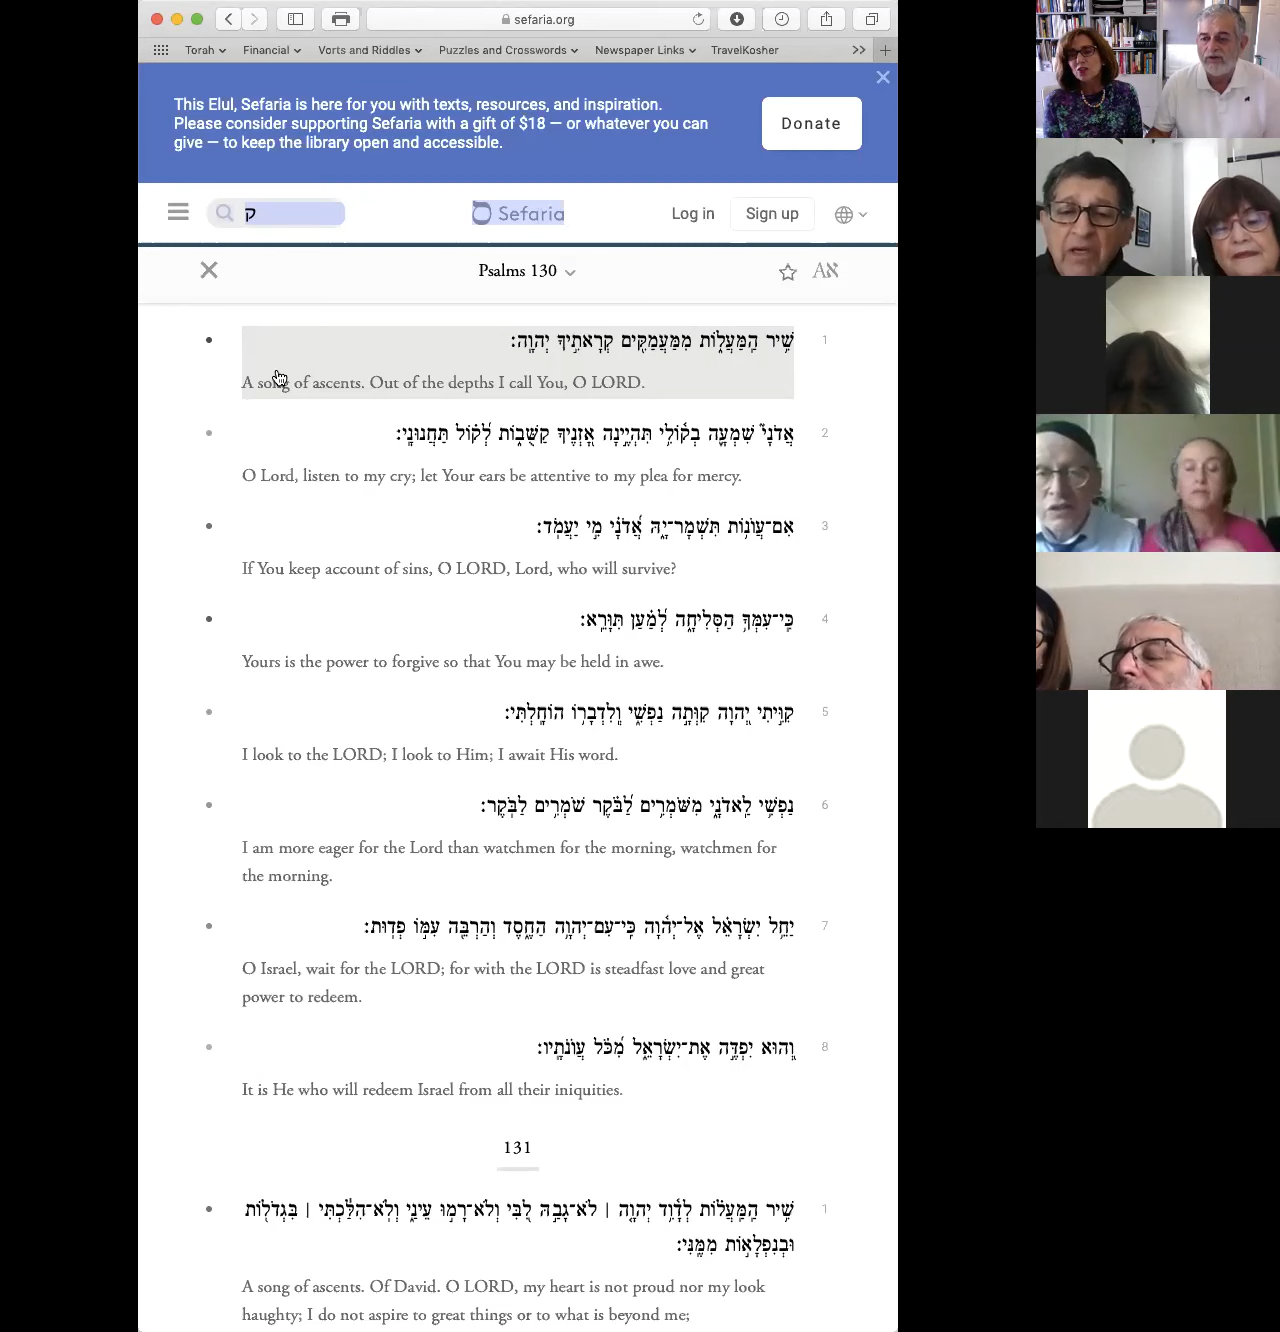 sefaria.org
Torah Financial Vorts and Riddles Puzzles and Crosswords Newspaper Links TravelKosher >> +
This Elul, Sefaria is here for you with texts, resources, and inspiration.
Please consider supporting Sefaria with a gift of $18 — or whatever you can
give — to keep the library open and accessible.
Donate
ק
Sefaria
Log in
Sign up
Psalms 130
Aא
1
שִׁ֥יר הַֽמַּעֲל֑וֹת מִמַּעֲמַקִּ֖ים קְרָאתִ֣יךָ יְהוָֽה׃
A song of ascents. Out of the depths I call You, O LORD.
2
אֲדֹנָי֮ שִׁמְעָ֪ה בְק֫וֹלִ֥י תִּהְיֶ֣ינָה אָ֭זְנֶיךָ קַשֻּׁב֑וֹת לְ֝ק֗וֹל תַּחֲנוּנָֽי׃
O Lord, listen to my cry; let Your ears be attentive to my plea for mercy.
3
אִם־עֲוֺנ֥וֹת תִּשְׁמָר־יָ֑הּ אֲ֝דֹנָ֗י מִ֣י יַעֲמֹֽד׃
If You keep account of sins, O LORD, Lord, who will survive?
4
כִּֽי־עִמְּךָ֥ הַסְּלִיחָ֑ה לְ֝מַ֗עַן תִּוָּרֵֽא׃
Yours is the power to forgive so that You may be held in awe.
5
קִוִּ֣יתִי יְ֭הוָה קִוְּתָ֣ה נַפְשִׁ֑י וְֽלִדְבָר֥וֹ הוֹחָֽלְתִּי׃
I look to the LORD; I look to Him; I await His word.
6
נַפְשִׁ֥י לַֽאדֹנָ֑י מִשֹּׁמְרִ֥ים לַ֝בֹּ֗קֶר שֹׁמְרִ֥ים לַבֹּֽקֶר׃
I am more eager for the Lord than watchmen for the morning, watchmen for
the morning.
7
יַחֵ֥ל יִשְׂרָאֵ֗ל אֶל־יְה֫וָ֥ה כִּֽי־עִם־יְהוָ֥ה הַחֶ֑סֶד וְהַרְבֵּ֖ה עִמּ֣וֹ פְדֽוּת׃
O Israel, wait for the LORD; for with the LORD is steadfast love and great
power to redeem.
8
וְ֭הוּא יִפְדֶּ֣ה אֶת־יִשְׂרָאֵ֑ל מִ֝כֹּ֗ל עֲוֺנֹתָֽיו׃
It is He who will redeem Israel from all their iniquities.
131
1
שִׁ֥יר הַֽמַּעֲל֗וֹת לְדָ֫וִ֥ד יְהוָ֤ה ׀ לֹא־גָבַ֣הּ לִ֭בִּי וְלֹא־רָמ֣וּ עֵינַ֑י וְלֹֽא־הִלַּ֓כְתִּי ׀ בִּגְדֹל֖וֹת
וּבְנִפְלָא֣וֹת מִמֶּֽנִּי׃
A song of ascents. Of David. O LORD, my heart is not proud nor my look
haughty; I do not aspire to great things or to what is beyond me;